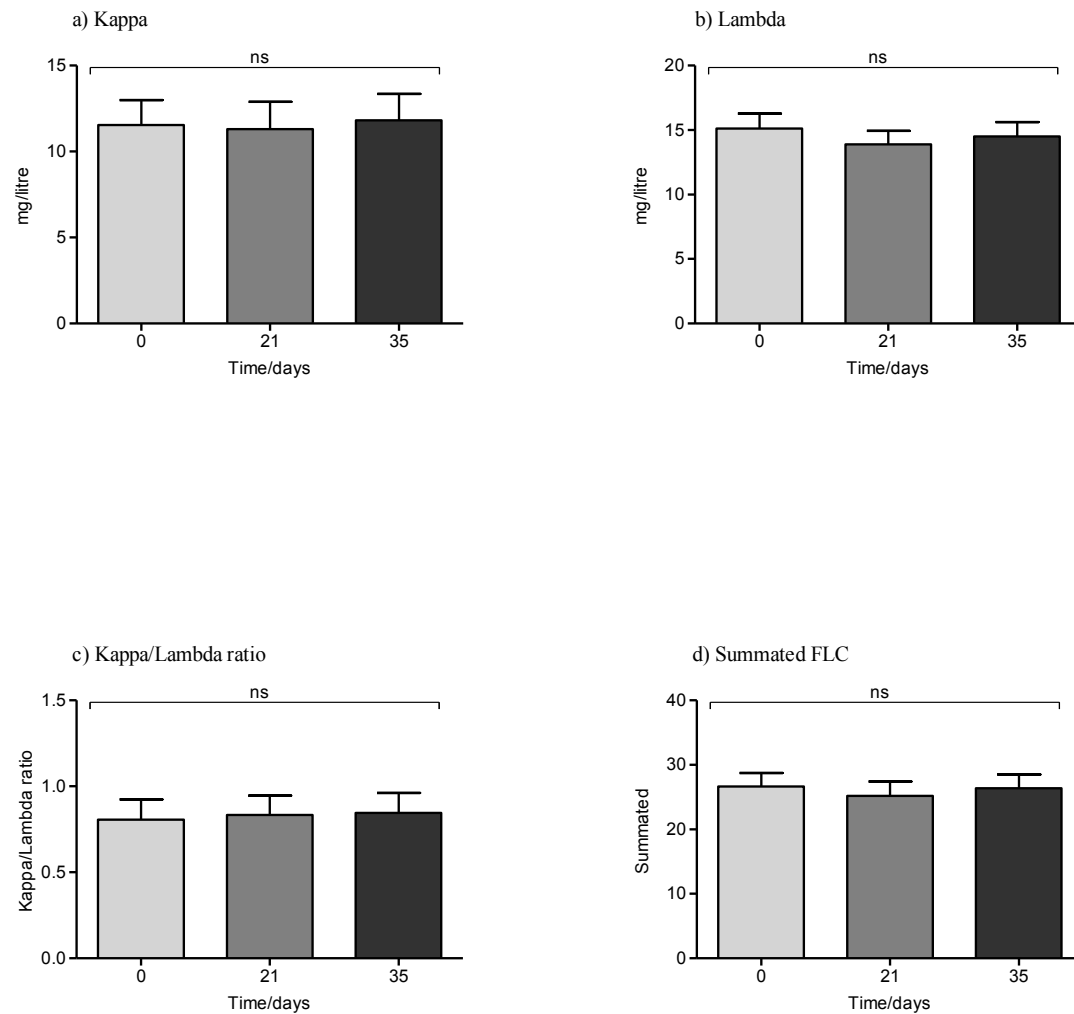 a) Kappa
ns
15
10
5
0
mg/litre
0 21 35
Time/days
b) Lambda
ns
20
15
10
5
0
mg/litre
0 21 35
Time/days
c) Kappa/Lambda ratio
ns
1.5
1.0
0.5
0.0
Kappa/Lambda ratio
0 21 35
Time/days
d) Summated FLC
ns
40
30
20
10
0
Summated
0 21 35
Time/days